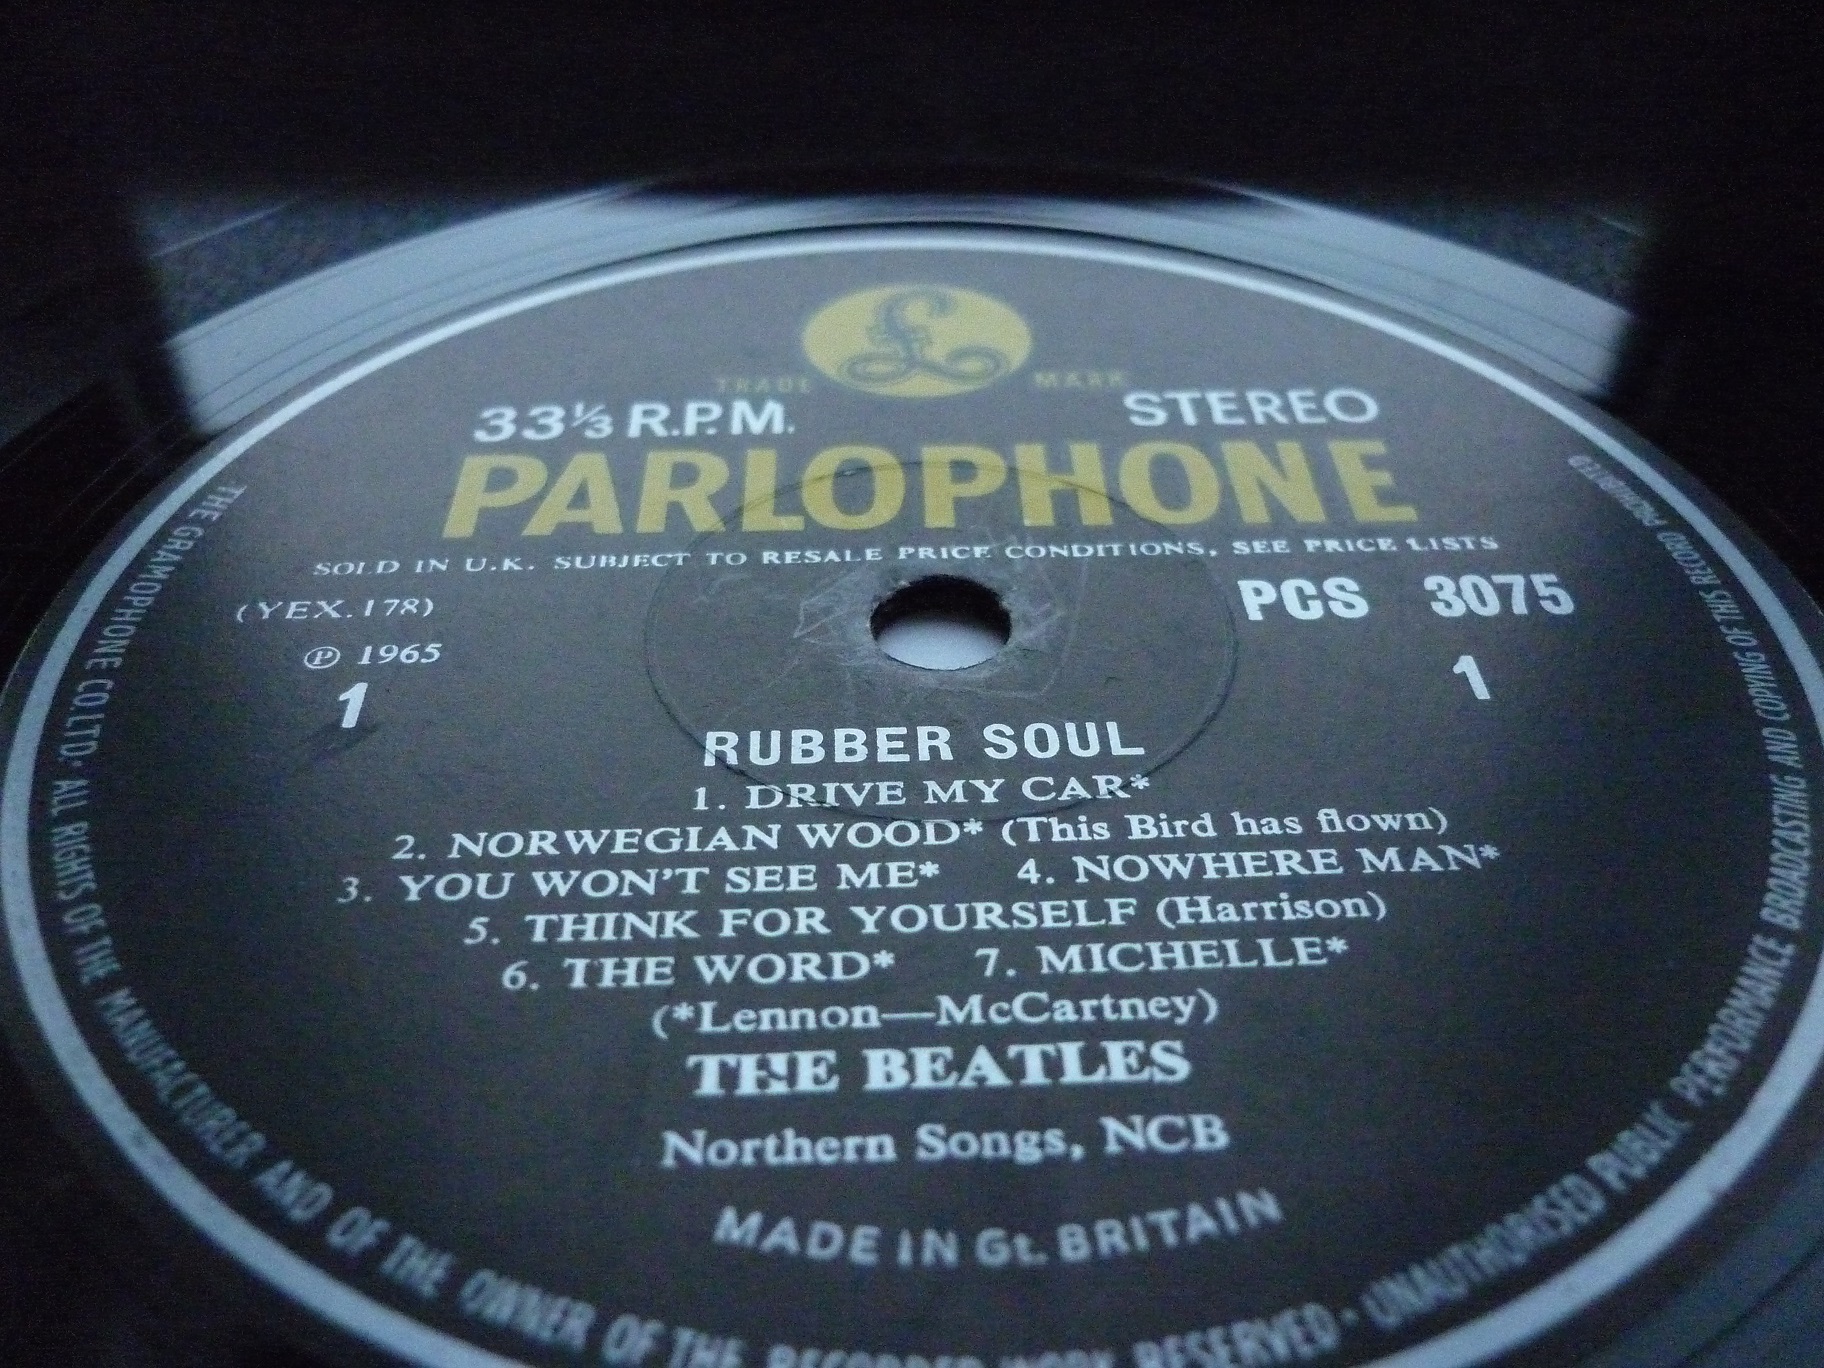 TRADE MARK
33⅓ R.P.M. STEREO
PARLOPHONE
SOLD IN U.K. SUBJECT TO RESALE PRICE CONDITIONS, SEE PRICE LISTS
(YEX.178) PCS 3075
℗ 1965
1 1
RUBBER SOUL
1. DRIVE MY CAR*
2. NORWEGIAN WOOD* (This Bird has flown)
3. YOU WON'T SEE ME* 4. NOWHERE MAN*
5. THINK FOR YOURSELF (Harrison)
6. THE WORD* 7. MICHELLE*
(*Lennon—McCartney)
THE BEATLES
Northern Songs, NCB
MADE IN Gt. BRITAIN
THE GRAMOPHONE CO. LTD. ALL RIGHTS OF THE MANUFACTURER AND OF THE OWNER OF THE RECORDED WORK RESERVED · UNAUTHORISED PUBLIC PERFORMANCE BROADCASTING AND COPYING OF THIS RECORD PROHIBITED